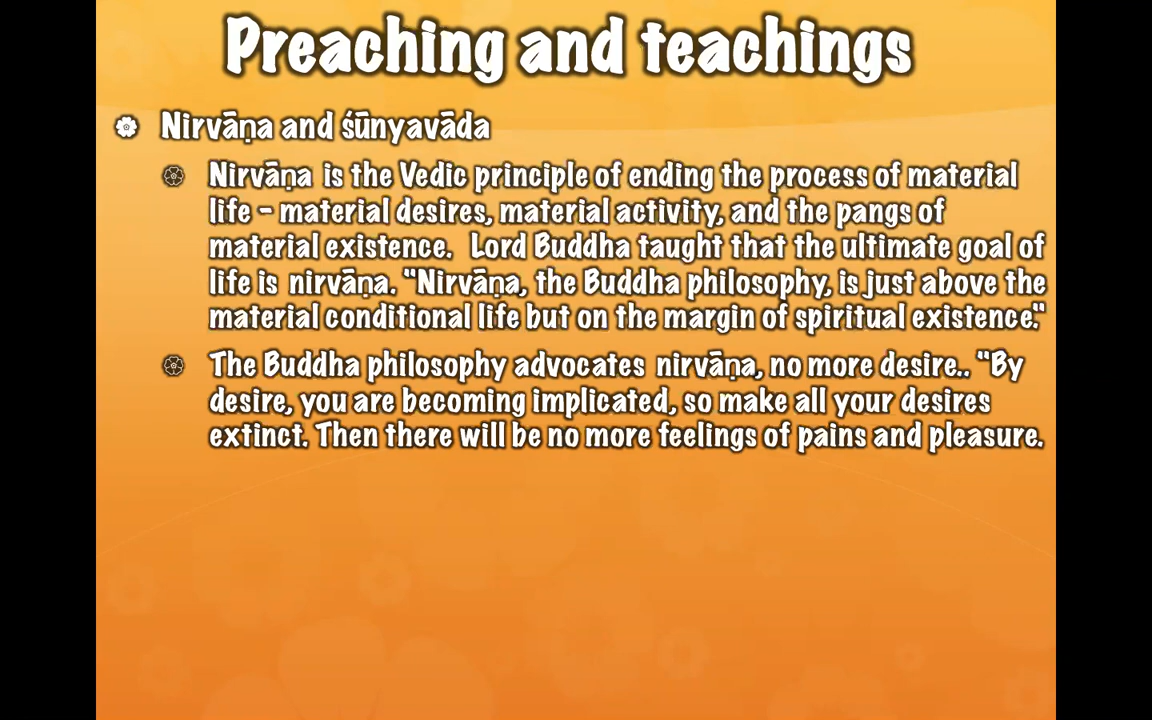 Preaching and teachings
Nirvāṇa and śūnyavāda
Nirvāṇa is the Vedic principle of ending the process of material
life – material desires, material activity, and the pangs of
material existence. Lord Buddha taught that the ultimate goal of
life is nirvāṇa. "Nirvāṇa, the Buddha philosophy, is just above the
material conditional life but on the margin of spiritual existence."
The Buddha philosophy advocates nirvāṇa, no more desire.. "By
desire, you are becoming implicated, so make all your desires
extinct. Then there will be no more feelings of pains and pleasure.